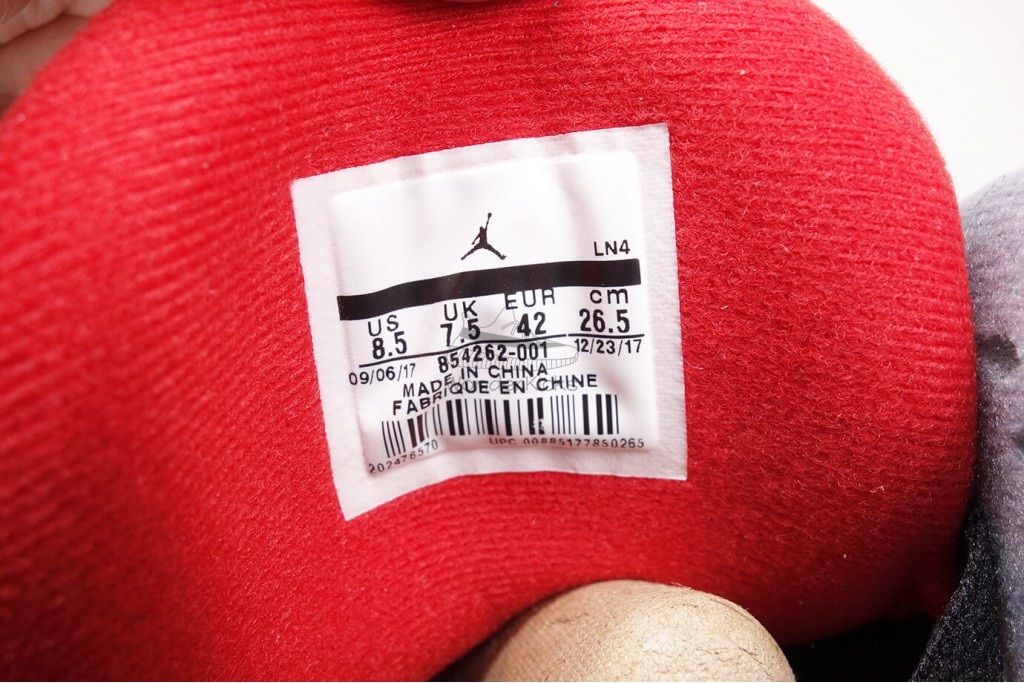 LN4
US UK EUR cm
8.5 7.5 42 26.5
09/06/17 854262-001 12/23/17
MADE IN CHINA
FABRIQUE EN CHINE
202476570 UPC 00885177850265